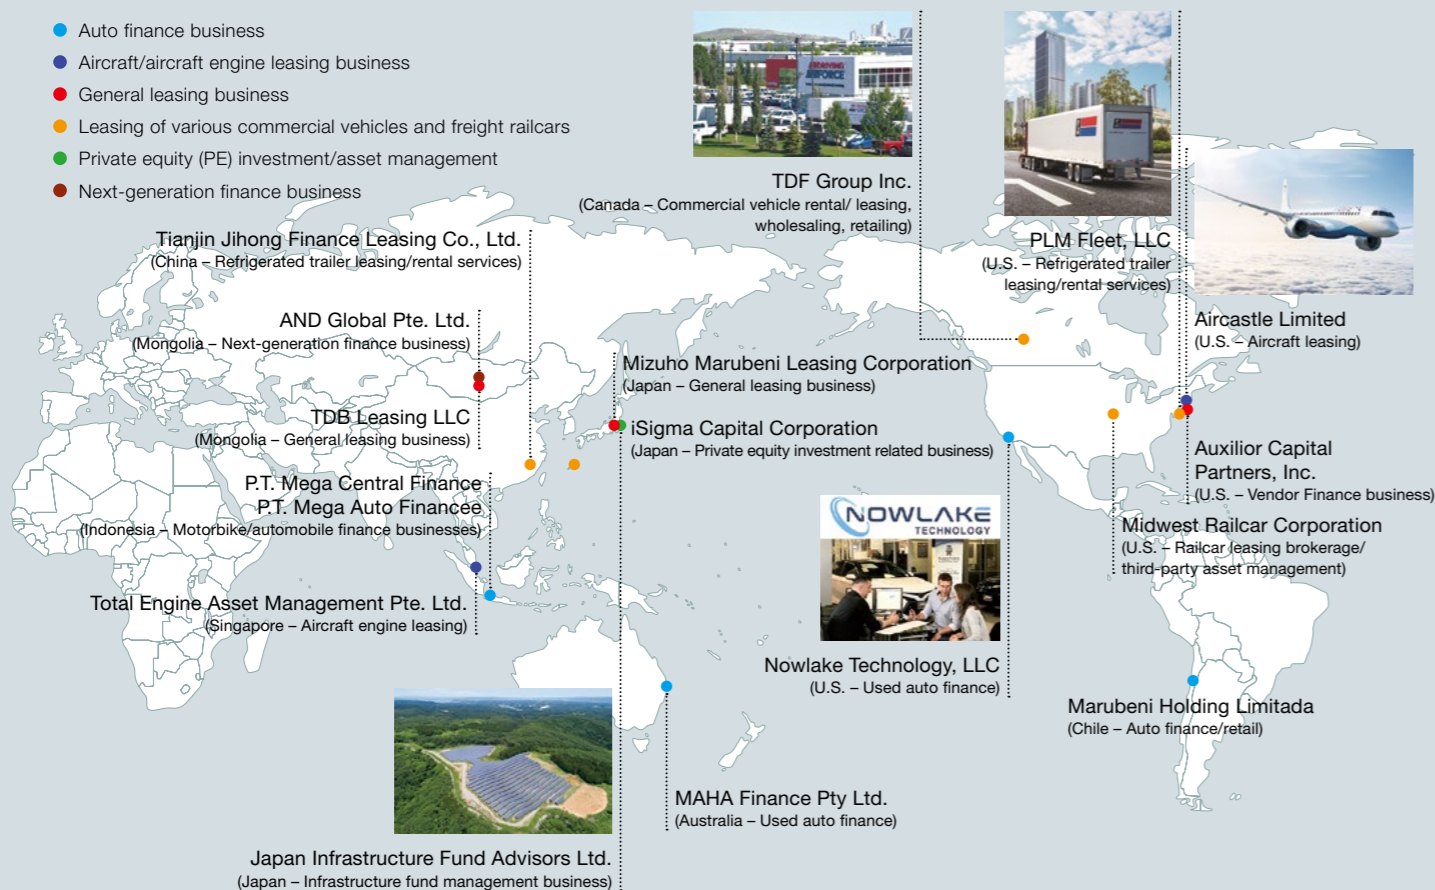 Auto finance business
Aircraft/aircraft engine leasing business
General leasing business
Leasing of various commercial vehicles and freight railcars
Private equity (PE) investment/asset management
Next-generation finance business
TDF Group Inc.
(Canada – Commercial vehicle rental/ leasing,
wholesaling, retailing)
PLM Fleet, LLC
(U.S. – Refrigerated trailer
leasing/rental services)
Aircastle Limited
(U.S. – Aircraft leasing)
Tianjin Jihong Finance Leasing Co., Ltd.
(China – Refrigerated trailer leasing/rental services)
AND Global Pte. Ltd.
(Mongolia – Next-generation finance business)
TDB Leasing LLC
(Mongolia – General leasing business)
Mizuho Marubeni Leasing Corporation
(Japan – General leasing business)
iSigma Capital Corporation
(Japan – Private equity investment related business)
Auxilior Capital
Partners, Inc.
(U.S. – Vendor Finance business)
P.T. Mega Central Finance
P.T. Mega Auto Financee
(Indonesia – Motorbike/automobile finance businesses)
Midwest Railcar Corporation
(U.S. – Railcar leasing brokerage/
third-party asset management)
Total Engine Asset Management Pte. Ltd.
(Singapore – Aircraft engine leasing)
NOWLAKE
TECHNOLOGY
Nowlake Technology, LLC
(U.S. – Used auto finance)
Marubeni Holding Limitada
(Chile – Auto finance/retail)
MAHA Finance Pty Ltd.
(Australia – Used auto finance)
Japan Infrastructure Fund Advisors Ltd.
(Japan – Infrastructure fund management business)